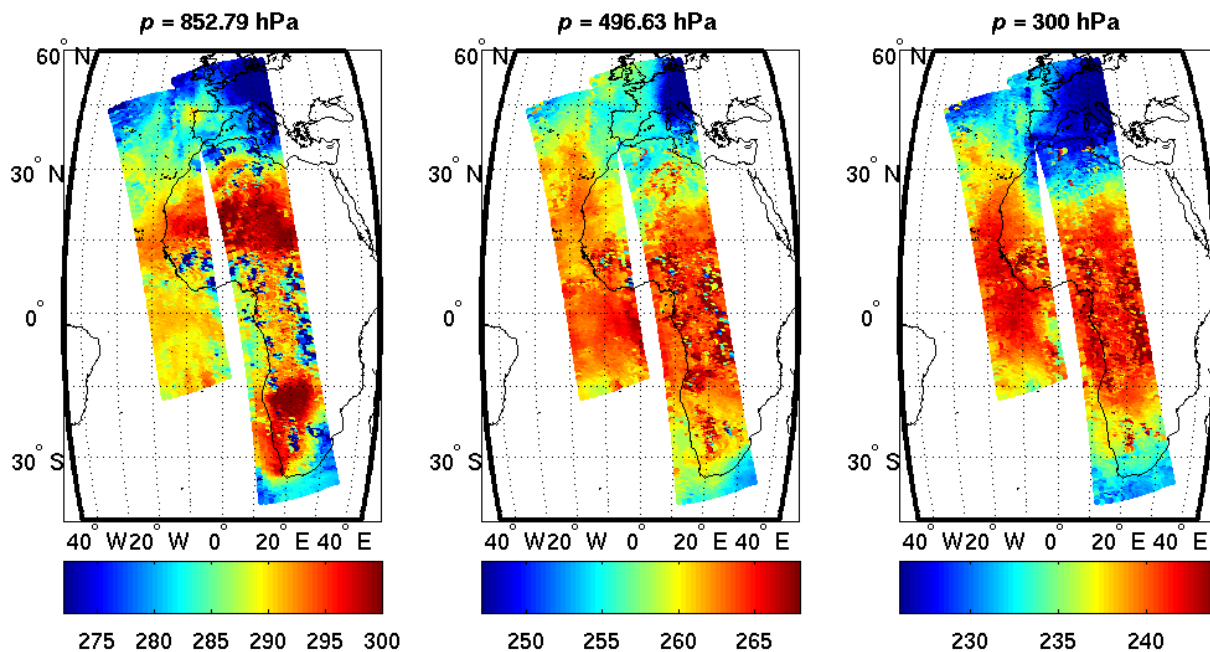 p = 852.79 hPa
p = 496.63 hPa
p = 300 hPa
60° N
30° N
0°
30° S
40° W 20° W 0° 20° E 40° E
275 280 285 290 295 300
60° N
30° N
0°
30° S
40° W 20° W 0° 20° E 40° E
250 255 260 265
60° N
30° N
0°
30° S
40° W 20° W 0° 20° E 40° E
230 235 240